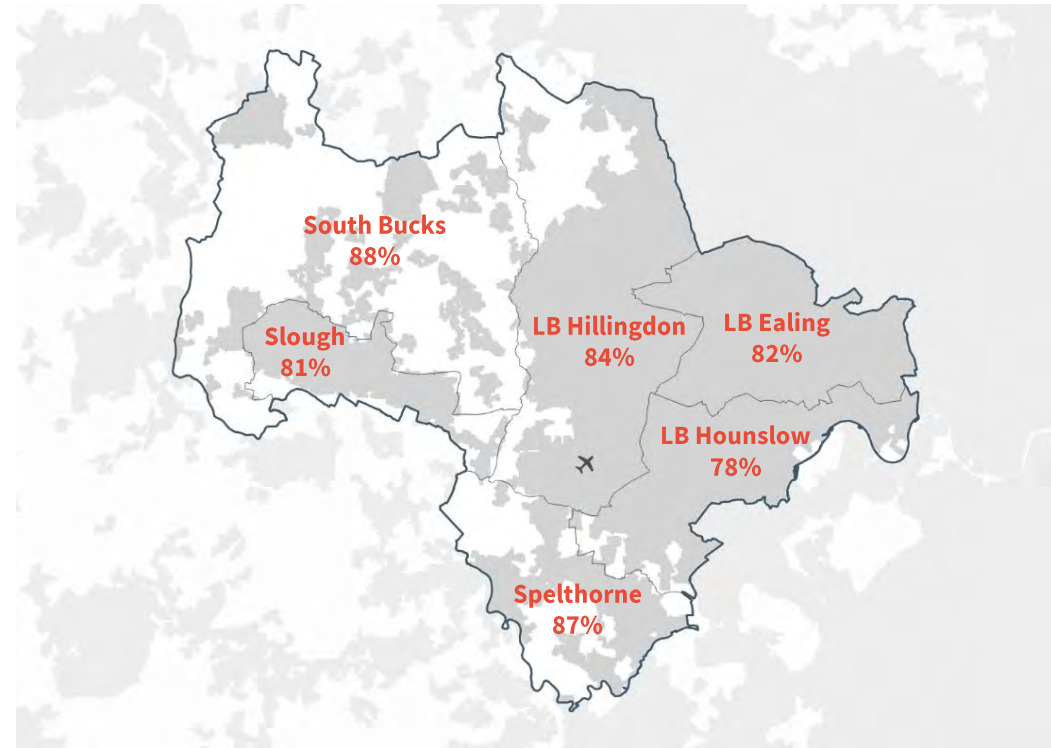 South Bucks
88%
Slough
81%
LB Hillingdon
84%
LB Ealing
82%
LB Hounslow
78%
Spelthorne
87%